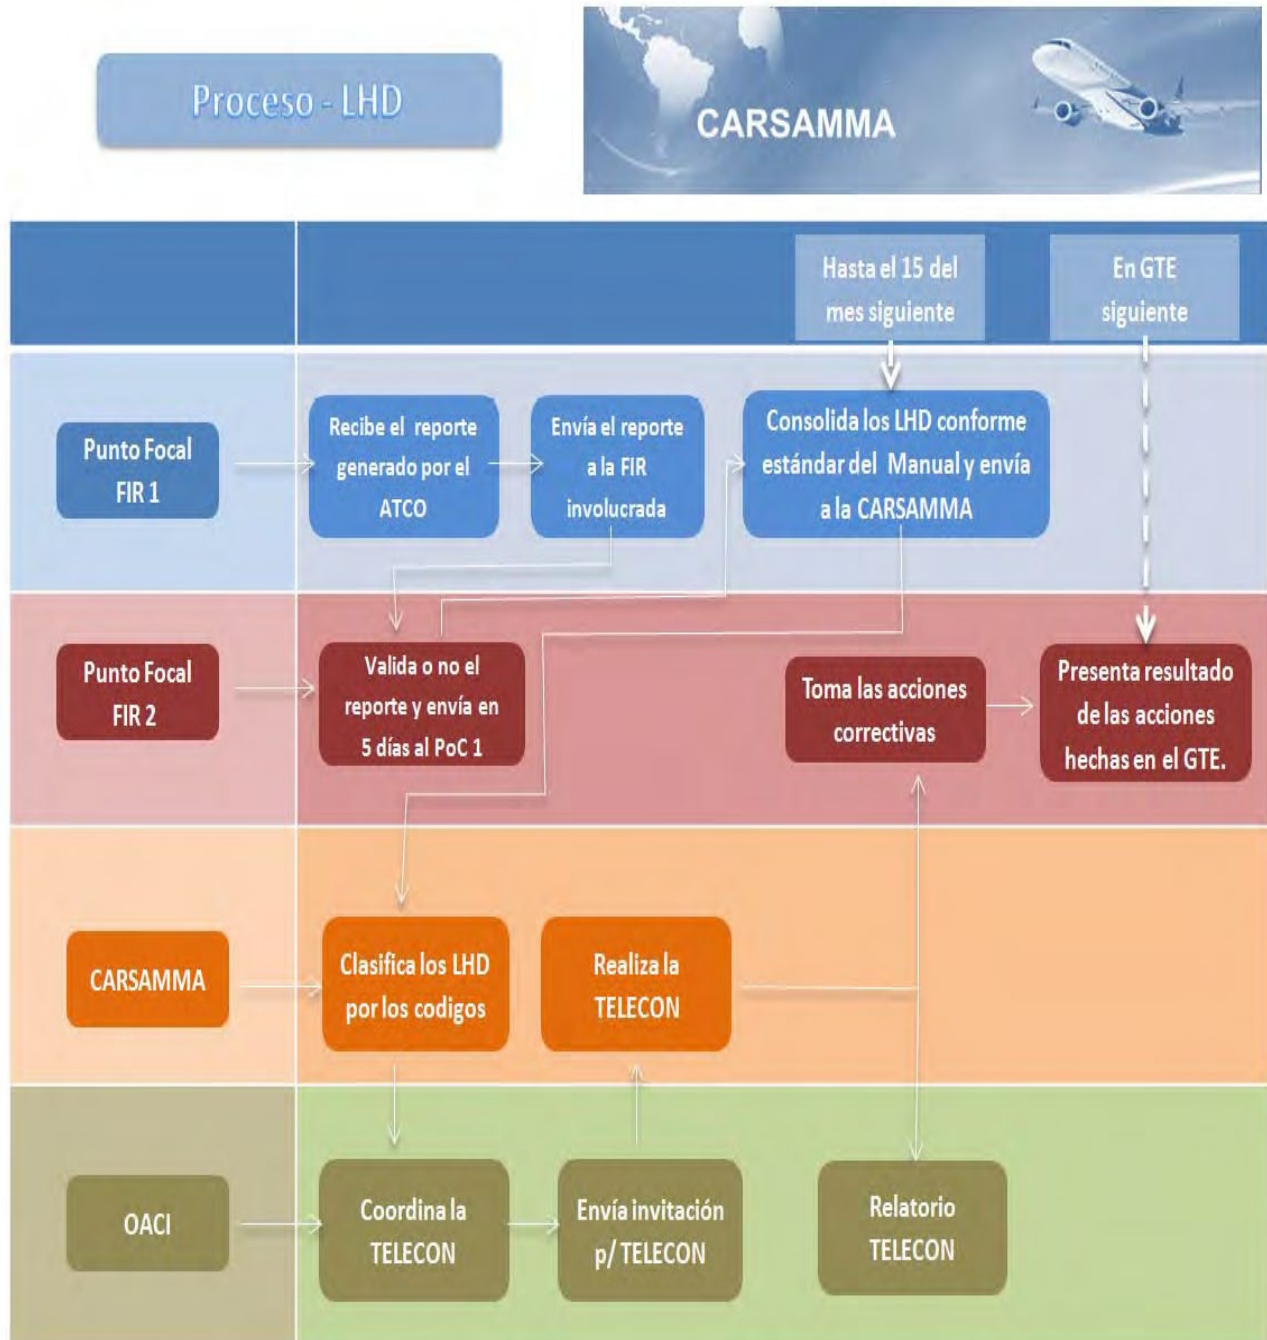 Proceso - LHD
CARSAMMA
Hasta el 15 del
mes siguiente
En GTE
siguiente
Punto Focal
FIR 1
Recibe el reporte
generado por el
ATCO
Envía el reporte
a la FIR
involucrada
Consolida los LHD conforme
estándar del Manual y envía
a la CARSAMMA
Punto Focal
FIR 2
Valida o no el
reporte y envía en
5 días al PoC 1
Toma las acciones
correctivas
Presenta resultado
de las acciones
hechas en el GTE.
CARSAMMA
Clasifica los LHD
por los codigos
Realiza la
TELECON
OACI
Coordina la
TELECON
Envía invitación
p/ TELECON
Relatorio
TELECON